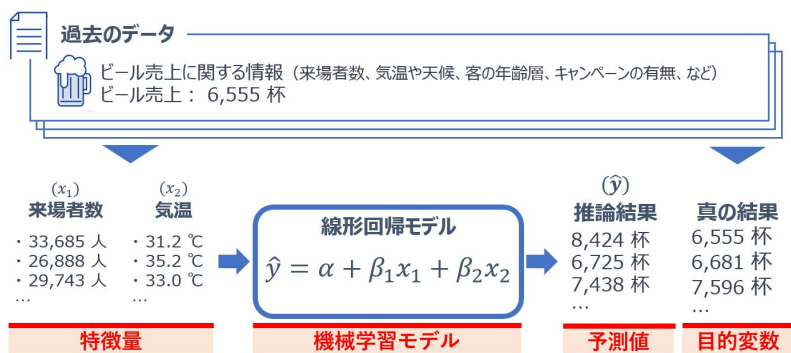 過去のデータ
ビール売上に関する情報（来場者数、気温や天候、客の年齢層、キャンペーンの有無、など）
ビール売上： 6,555 杯
(x₁)
来場者数
・33,685 人
・26,888 人
・29,743 人
…
(x₂)
気温
・31.2 ℃
・35.2 ℃
・33.0 ℃
…
線形回帰モデル
ŷ = α + β₁x₁ + β₂x₂
(ŷ)
推論結果
8,424 杯
6,725 杯
7,438 杯
…
真の結果
6,555 杯
6,681 杯
7,596 杯
…
特徴量
機械学習モデル
予測値
目的変数